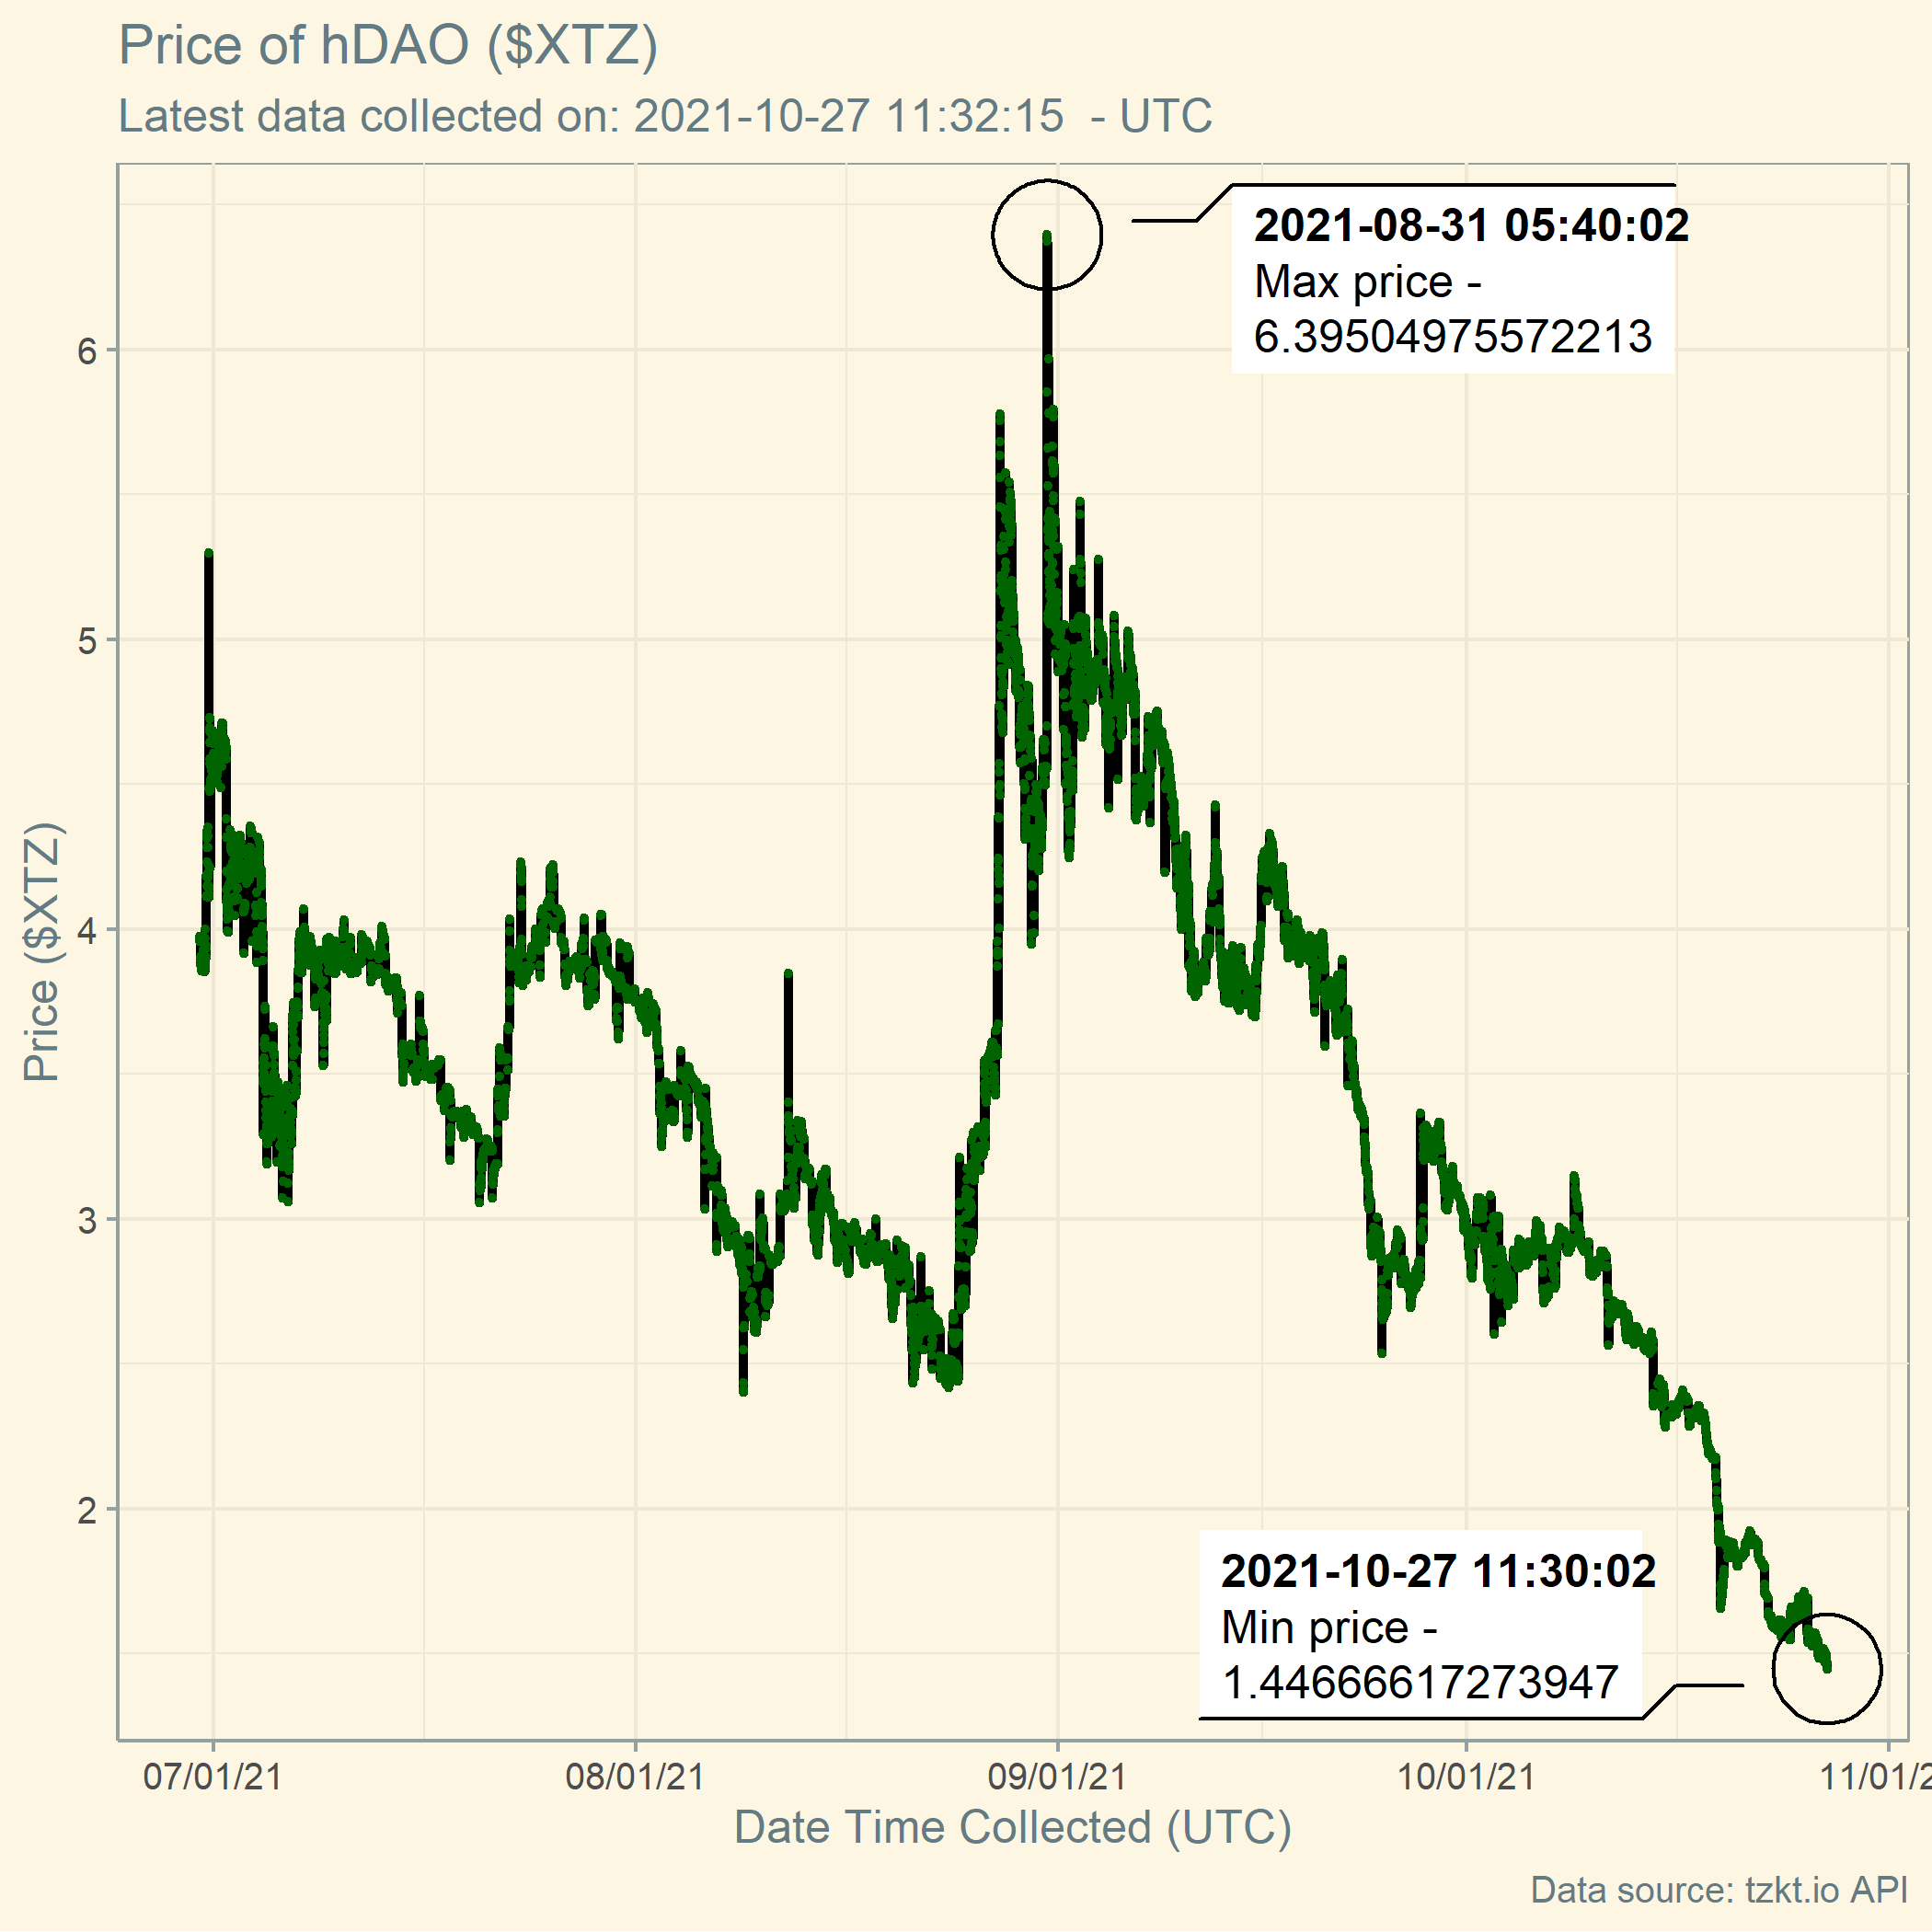 Price of hDAO ($XTZ)
Latest data collected on: 2021-10-27 11:32:15  - UTC
2021-08-31 05:40:02
Max price -
6.39504975572213
6
5
4
3
2
Price ($XTZ)
2021-10-27 11:30:02
Min price -
1.44666617273947
07/01/21
08/01/21
09/01/21
10/01/21
11/01/2
Date Time Collected (UTC)
Data source: tzkt.io API